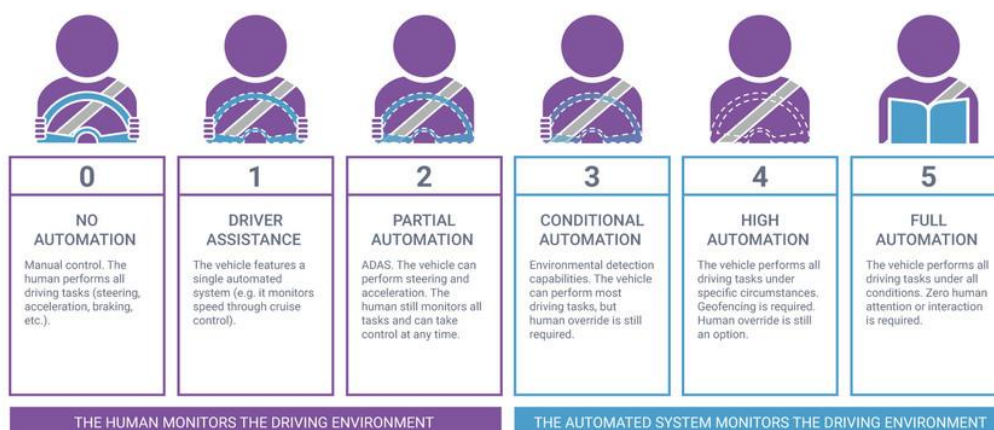 0
NO
AUTOMATION
Manual control. The
human performs all
driving tasks (steering,
acceleration, braking,
etc.).
1
DRIVER
ASSISTANCE
The vehicle features a
single automated
system (e.g. it monitors
speed through cruise
control).
2
PARTIAL
AUTOMATION
ADAS. The vehicle can
perform steering and
acceleration. The
human still monitors all
tasks and can take
control at any time.
3
CONDITIONAL
AUTOMATION
Environmental detection
capabilities. The vehicle
can perform most
driving tasks, but
human override is still
required.
4
HIGH
AUTOMATION
The vehicle performs all
driving tasks under
specific circumstances.
Geofencing is required.
Human override is still
an option.
5
FULL
AUTOMATION
The vehicle performs all
driving tasks under all
conditions. Zero human
attention or interaction
is required.
THE HUMAN MONITORS THE DRIVING ENVIRONMENT
THE AUTOMATED SYSTEM MONITORS THE DRIVING ENVIRONMENT